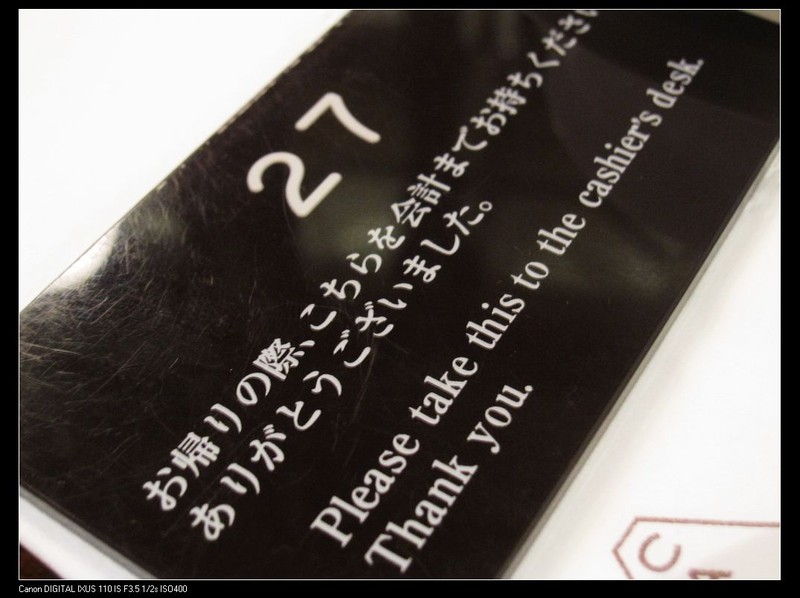 27
お帰りの際、こちらを会計までお持ちください
ありがとうございました。
Please take this to the cashier's desk.
Thank you.
C
Canon DIGITAL IXUS 110 IS F3.5 1/2s ISO400